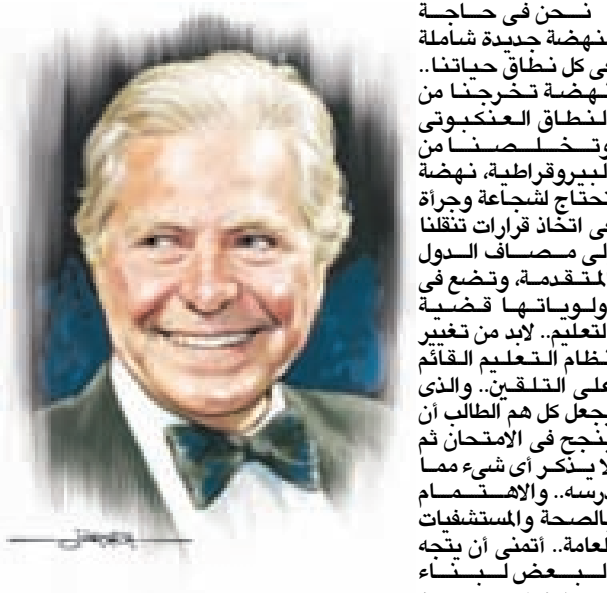 نحن فى حاجة
لنهضة جديدة شاملة
فى كل نطاق حياتنا..
نهضة تخرجنا من
النطاق العنكبوتى
وتخلصنا من
البيروقراطية، نهضة
تحتاج لشجاعة وجرأة
فى اتخاذ قرارات تنقلنا
إلى مصاف الدول
المتقدمة، وتضع فى
أولوياتها قضية
التعليم.. لابد من تغيير
نظام التعليم القائم
على التلقين.. والذى
يجعل كل هم الطالب أن
ينجح فى الامتحان ثم
لا يذكر أى شىء مما
درسه.. والاهتمام
بالصحة والمستشفيات
العامة.. أتمنى أن يتجه
البعض لبناء